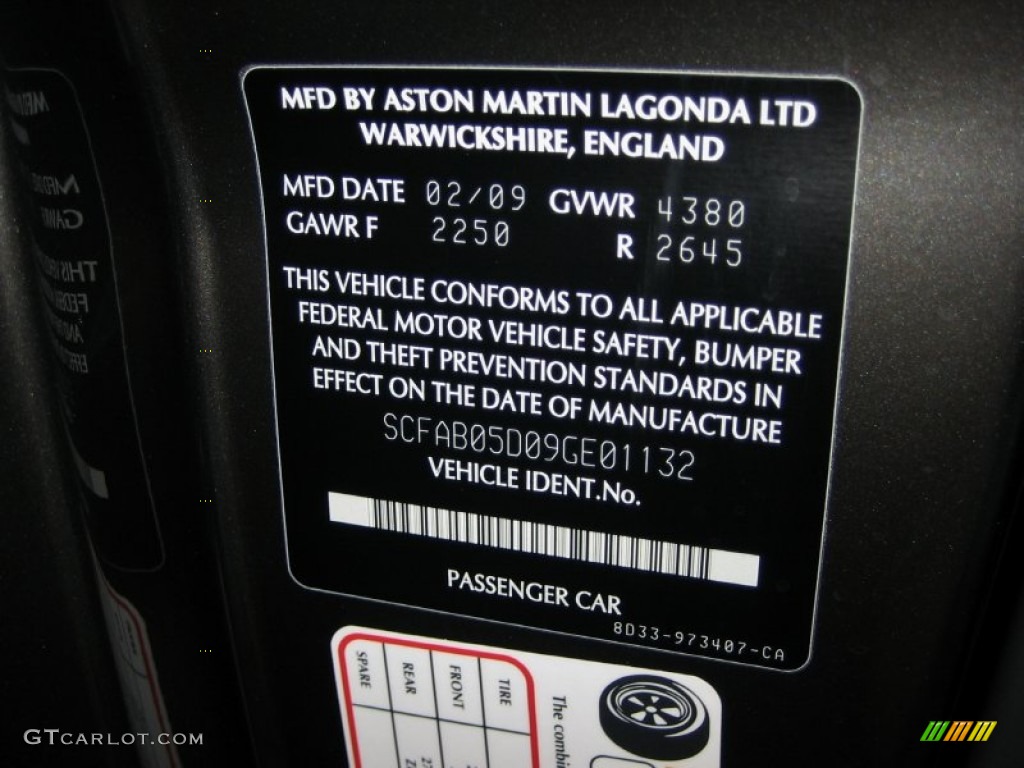 MFD BY ASTON MARTIN LAGONDA LTD
WARWICKSHIRE, ENGLAND
MFD DATE 02/09 GVWR 4380
GAWR F 2250 R 2645
THIS VEHICLE CONFORMS TO ALL APPLICABLE
FEDERAL MOTOR VEHICLE SAFETY, BUMPER
AND THEFT PREVENTION STANDARDS IN
EFFECT ON THE DATE OF MANUFACTURE
SCFAB05D09GE01132
VEHICLE IDENT.No.
PASSENGER CAR
8D33-973407-CA
TIRE
FRONT
REAR
SPARE
The
GTCARLOT.COM